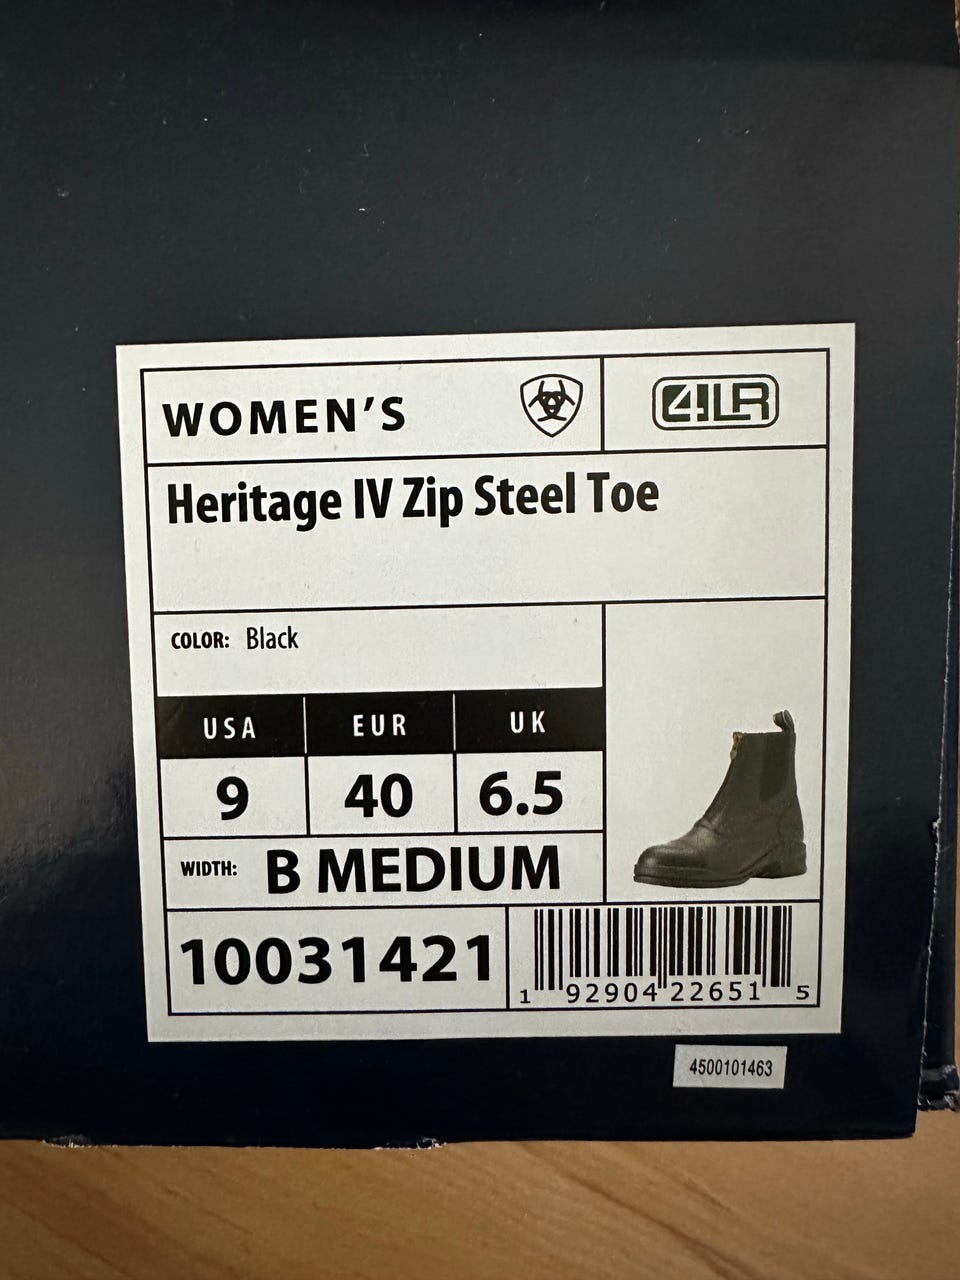 WOMEN'S
4LR
Heritage IV Zip Steel Toe
COLOR: Black
USA EUR UK
9 40 6.5
WIDTH: B MEDIUM
10031421
1 92904 22651 5
4500101463